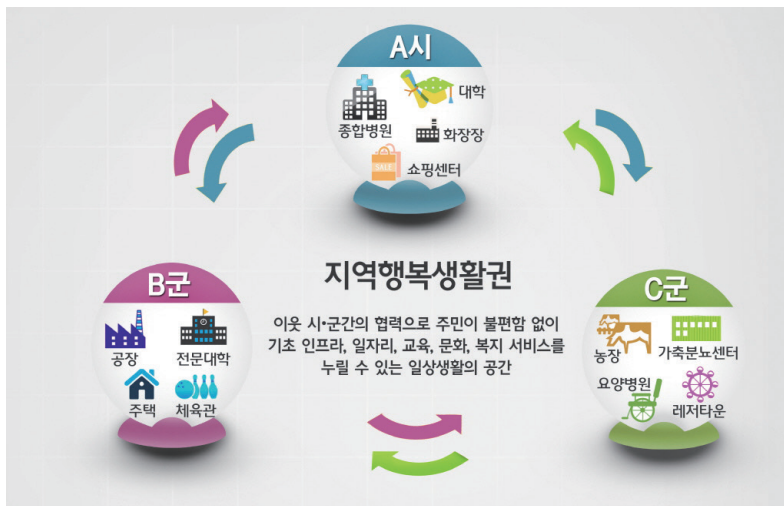 A시
종합병원
대학
화장장
SALE
쇼핑센터
지역행복생활권
이웃 시•군간의 협력으로 주민이 불편함 없이
기초 인프라, 일자리, 교육, 문화, 복지 서비스를
누릴 수 있는 일상생활의 공간
B군
공장
전문대학
주택
체육관
C군
농장
가축분뇨센터
요양병원
레저타운